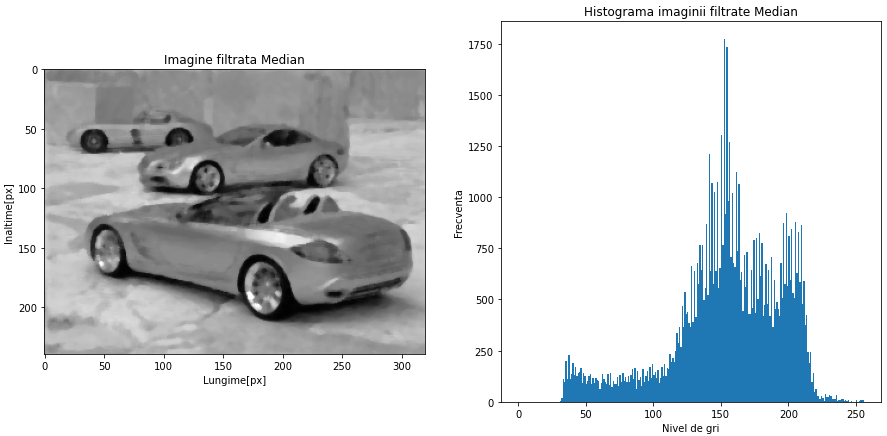 Imagine filtrata Median
0
50
100
150
200
Inaltime[px]
0 50 100 150 200 250 300
Lungime[px]
Histograma imaginii filtrate Median
1750
1500
1250
1000
750
500
250
0
Frecventa
0 50 100 150 200 250
Nivel de gri